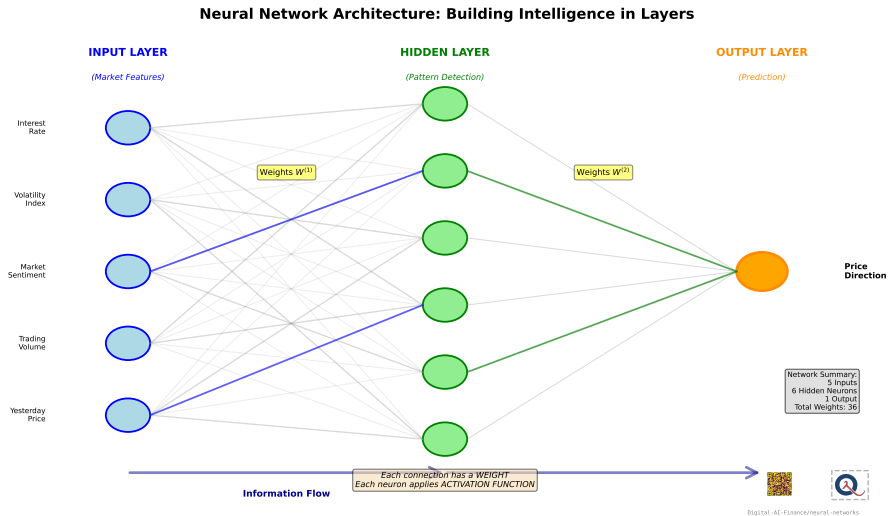 Neural Network Architecture: Building Intelligence in Layers
INPUT LAYER
(Market Features)
HIDDEN LAYER
(Pattern Detection)
OUTPUT LAYER
(Prediction)
Interest
Rate
Volatility
Index
Market
Sentiment
Trading
Volume
Yesterday
Price
Weights W^(1)
Weights W^(2)
Price
Direction
Network Summary:
5 Inputs
6 Hidden Neurons
1 Output
Total Weights: 36
Each connection has a WEIGHT
Each neuron applies ACTIVATION FUNCTION
Information Flow
Digital-AI-Finance/neural-networks